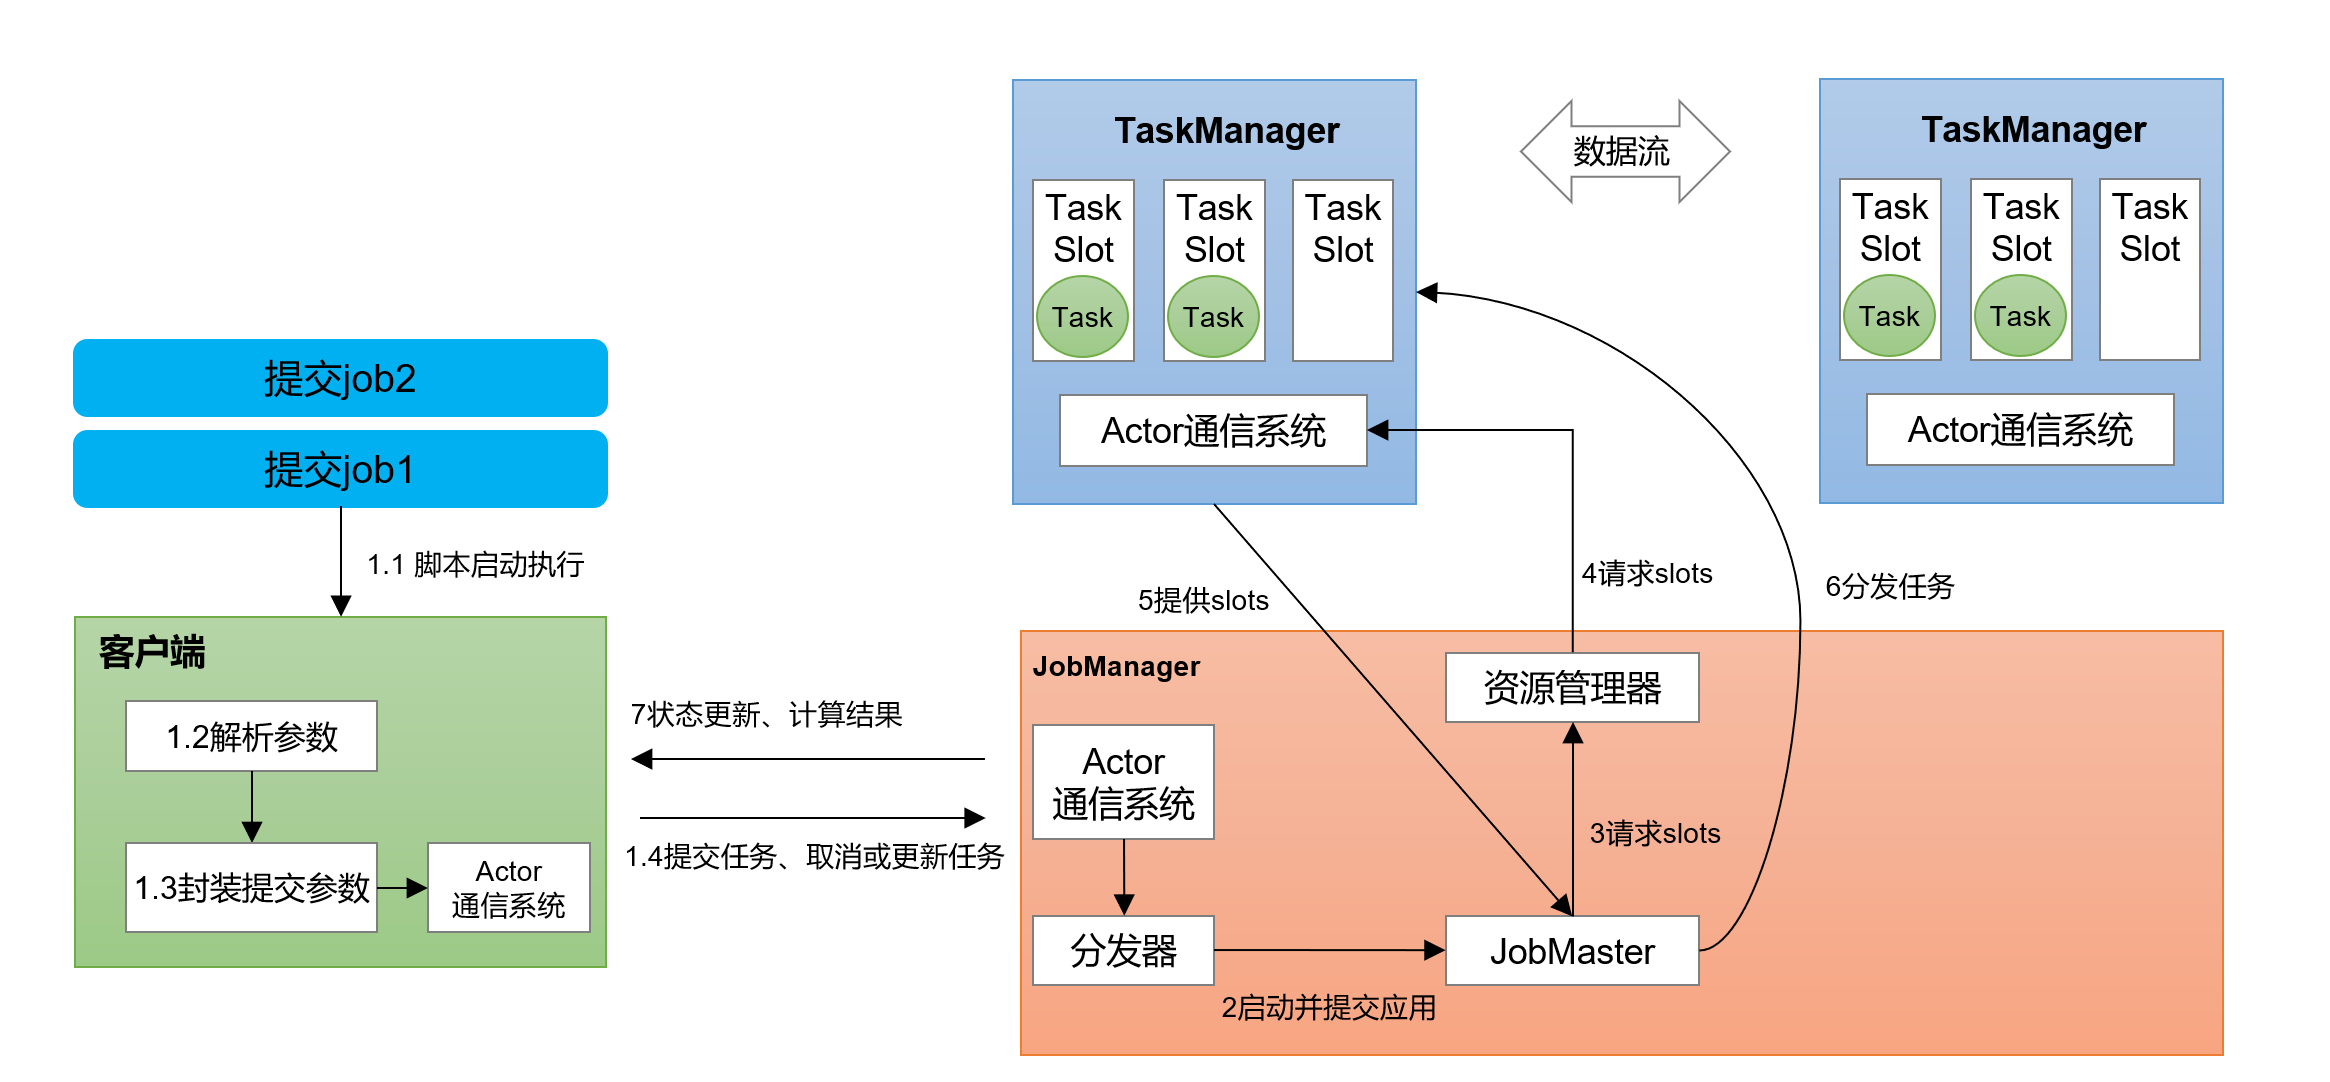 TaskManager
Task
Slot
Task
Task
Slot
Task
Task
Slot
Actor通信系统
数据流
TaskManager
Task
Slot
Task
Task
Slot
Task
Task
Slot
Actor通信系统
提交job2
提交job1
1.1 脚本启动执行
客户端
1.2解析参数
1.3封装提交参数
Actor
通信系统
7状态更新、计算结果
1.4提交任务、取消或更新任务
5提供slots
4请求slots
6分发任务
JobManager
Actor
通信系统
资源管理器
3请求slots
分发器
JobMaster
2启动并提交应用